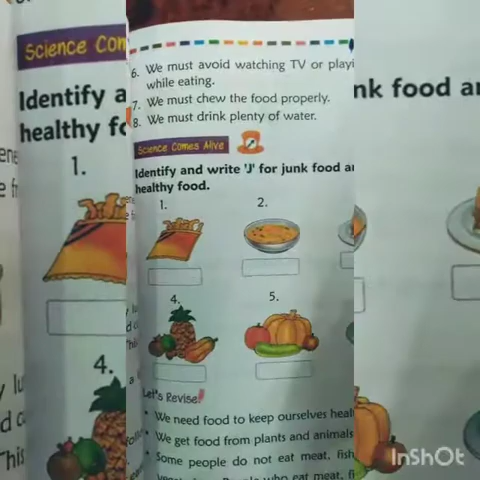 6. We must avoid watching TV or playi
while eating.
7. We must chew the food properly.
8. We must drink plenty of water.
Science Comes Alive
Identify and write 'J' for junk food a
healthy food.
1.
2.
4.
5.
Let's Revise!
• We need food to keep ourselves heal
• We get food from plants and animals
• Some people do not eat meat, fish
Science Com
Identify a
healthy fo
1.
4.
nk food a
InShOt